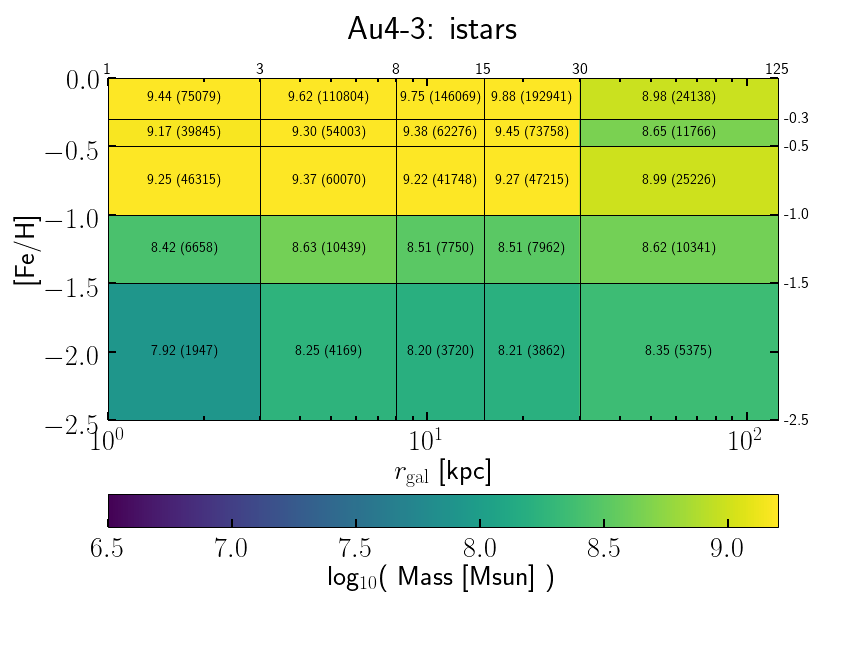 Au4-3: istars
1 3 8 15 30 125
0.0
9.44 (75079) 9.62 (110804) 9.75 (146069) 9.88 (192941) 8.98 (24138)
-0.3
9.17 (39845) 9.30 (54003) 9.38 (62276) 9.45 (73758) 8.65 (11766)
−0.5 -0.5
9.25 (46315) 9.37 (60070) 9.22 (41748) 9.27 (47215) 8.99 (25226)
−1.0 -1.0
8.42 (6658) 8.63 (10439) 8.51 (7750) 8.51 (7962) 8.62 (10341)
[Fe/H]
−1.5 -1.5
7.92 (1947) 8.25 (4169) 8.20 (3720) 8.21 (3862) 8.35 (5375)
−2.0
−2.5 -2.5
10⁰ 10¹ 10²
r_gal [kpc]
6.5 7.0 7.5 8.0 8.5 9.0
log₁₀( Mass [Msun] )